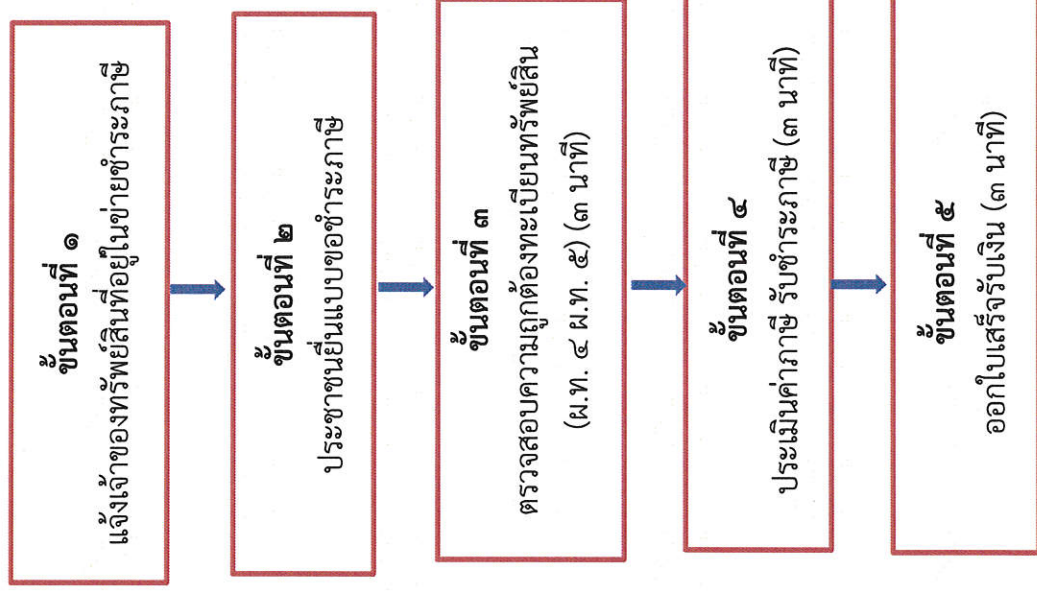 ขั้นตอนที่ ๑
แจ้งเจ้าของทรัพย์สินที่อยู่ในข่ายชำระภาษี
ขั้นตอนที่ ๒
ประชาชนยื่นแบบขอชำระภาษี
ขั้นตอนที่ ๓
ตรวจสอบความถูกต้องทะเบียนทรัพย์สิน
(ผ.ท. ๔ ผ.ท. ๕) (๓ นาที)
ขั้นตอนที่ ๔
ประเมินค่าภาษี รับชำระภาษี (๓ นาที)
ขั้นตอนที่ ๕
ออกใบเสร็จรับเงิน (๓ นาที)